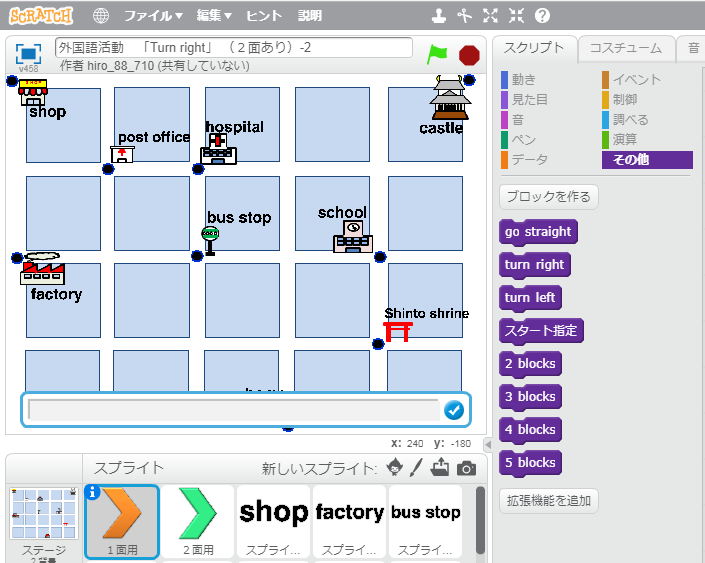 SCRATCH ファイル▼ 編集▼ ヒント 説明
v458
外国語活動 「Turn right」（２面あり）-2
作者 hiro_88_710 (共有していない)
スクリプト コスチューム 音
動き イベント
見た目 制御
音 調べる
ペン 演算
データ その他
ブロックを作る
go straight
turn right
turn left
スタート指定
2 blocks
3 blocks
4 blocks
5 blocks
拡張機能を追加
SHOP
shop
post office
hospital
castle
bus stop
school
factory
Shinto shrine
x: 240 y: -180
スプライト 新しいスプライト:
ステージ
１面用
２面用
shop
スプライ...
factory
スプライ...
bus stop
スプライ...